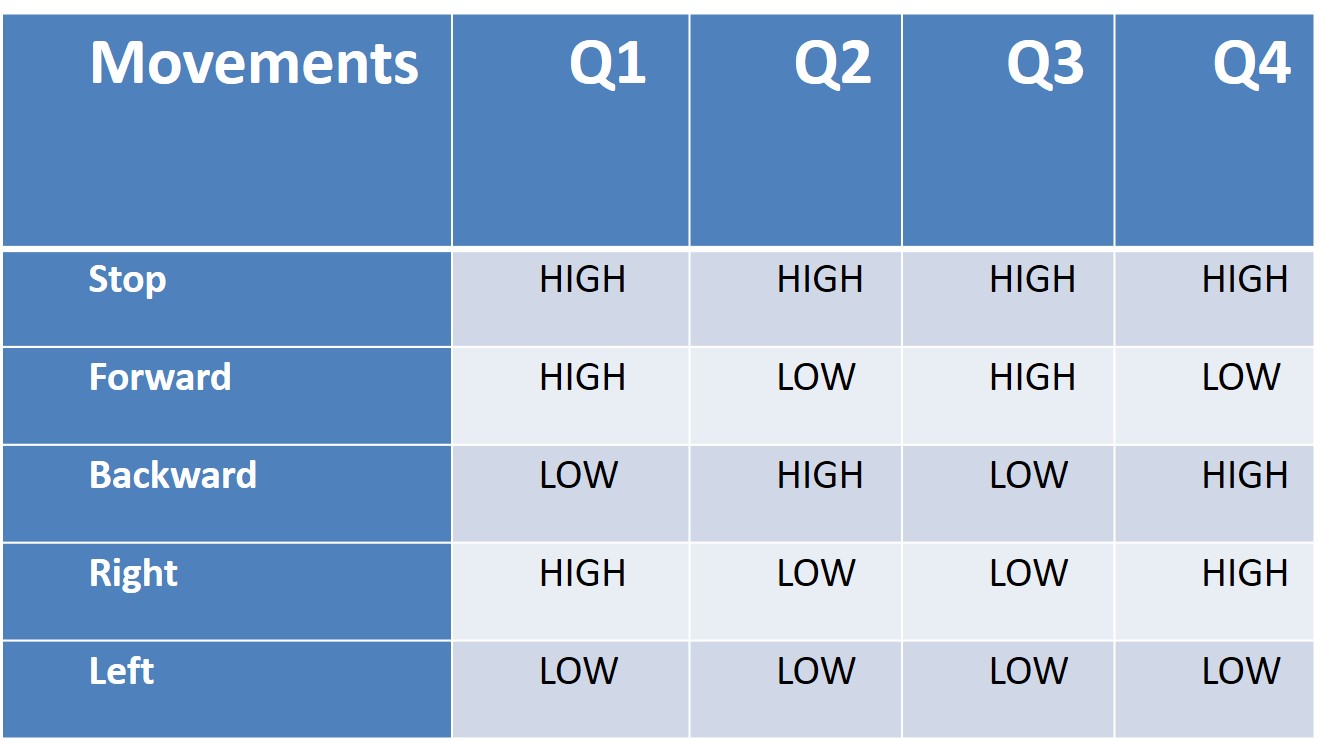 Movements Q1 Q2 Q3 Q4
Stop HIGH HIGH HIGH HIGH
Forward HIGH LOW HIGH LOW
Backward LOW HIGH LOW HIGH
Right HIGH LOW LOW HIGH
Left LOW LOW LOW LOW